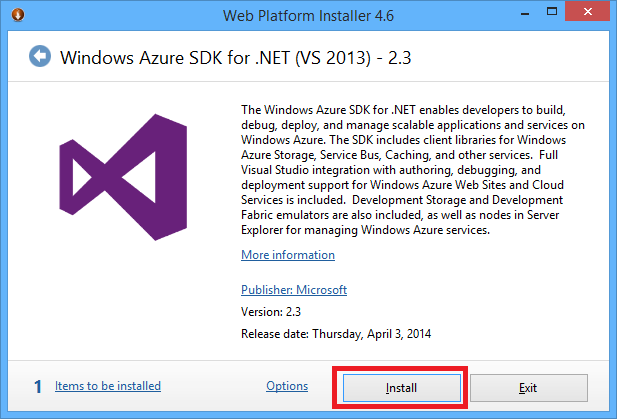 Web Platform Installer 4.6
Windows Azure SDK for .NET (VS 2013) - 2.3
The Windows Azure SDK for .NET enables developers to build,
debug, deploy, and manage scalable applications and services on
Windows Azure. The SDK includes client libraries for Windows
Azure Storage, Service Bus, Caching, and other services.  Full
Visual Studio integration with authoring, debugging, and
deployment support for Windows Azure Web Sites and Cloud
Services is included.  Development Storage and Development
Fabric emulators are also included, as well as nodes in Server
Explorer for managing Windows Azure services.
More information
Publisher: Microsoft
Version: 2.3
Release date: Thursday, April 3, 2014
1 Items to be installed Options Install Exit